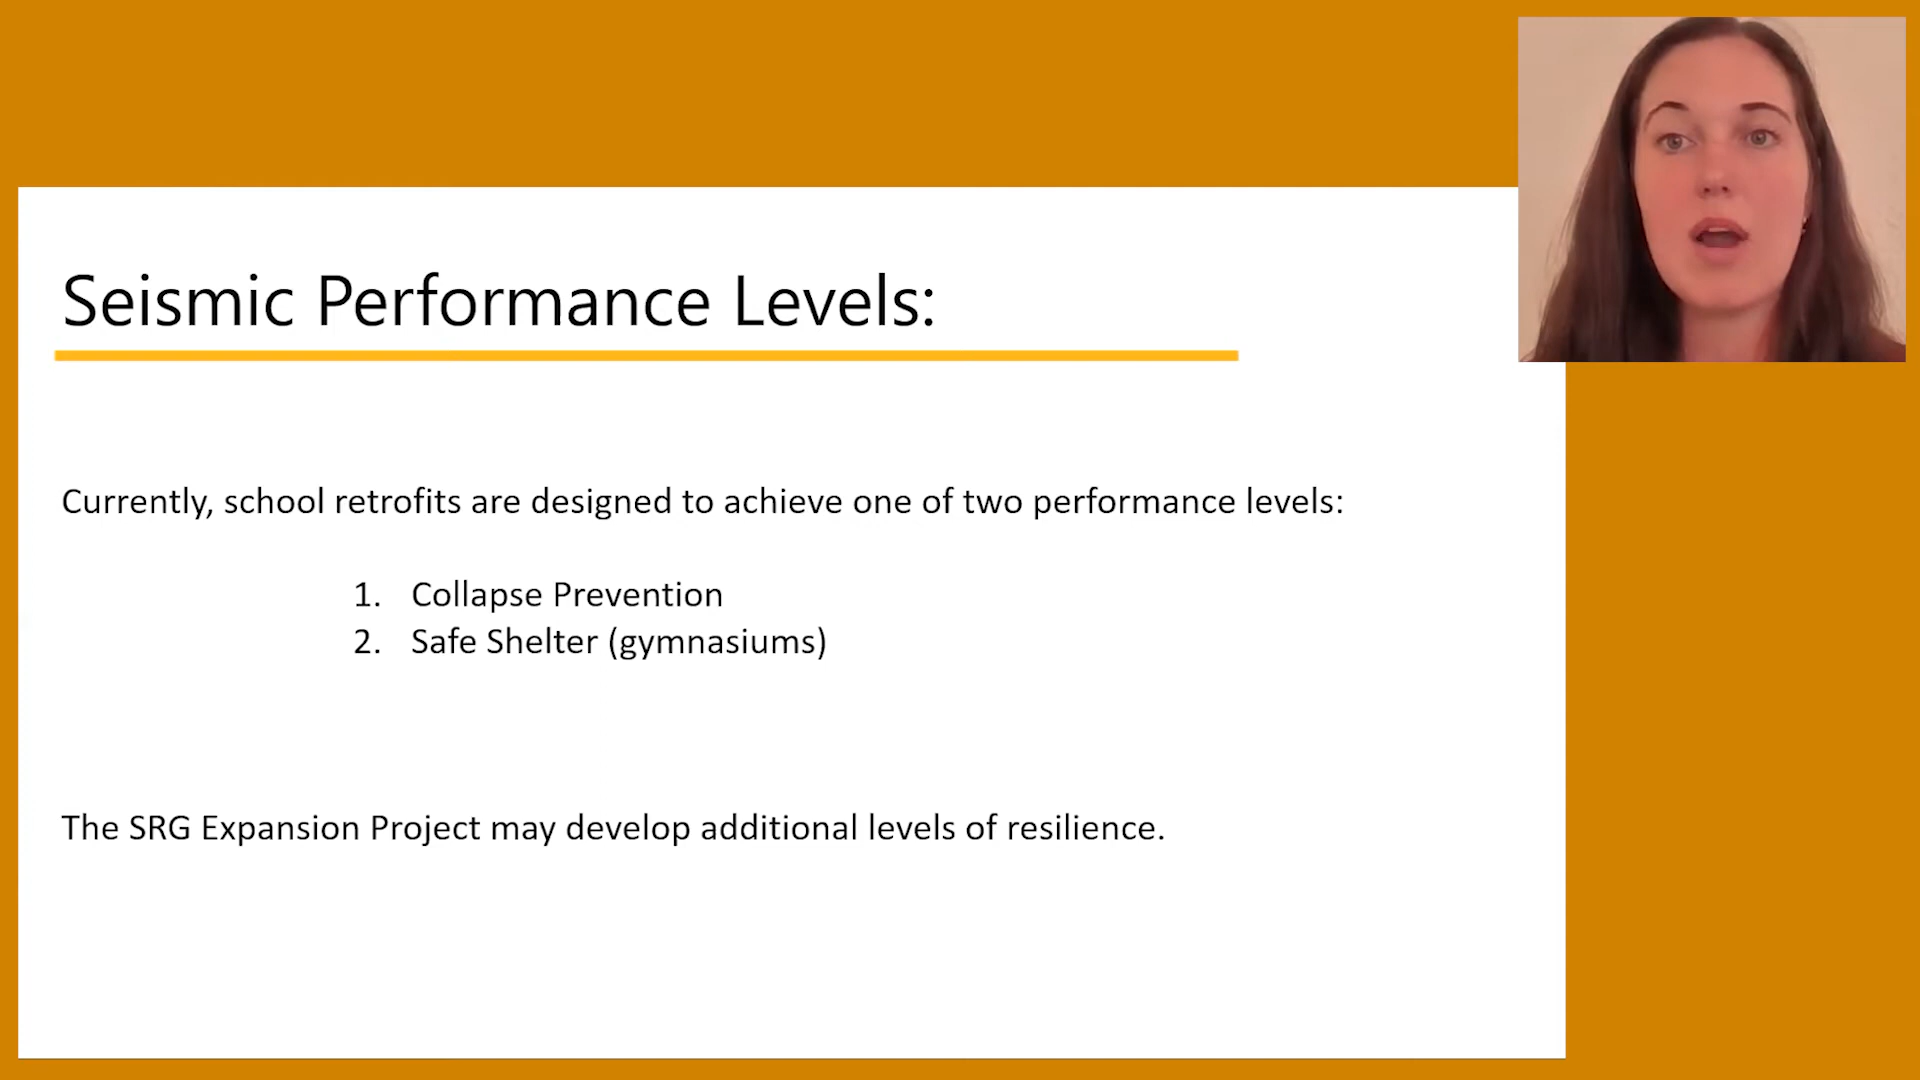 Seismic Performance Levels:
Currently, school retrofits are designed to achieve one of two performance levels:
1. Collapse Prevention
2. Safe Shelter (gymnasiums)
The SRG Expansion Project may develop additional levels of resilience.